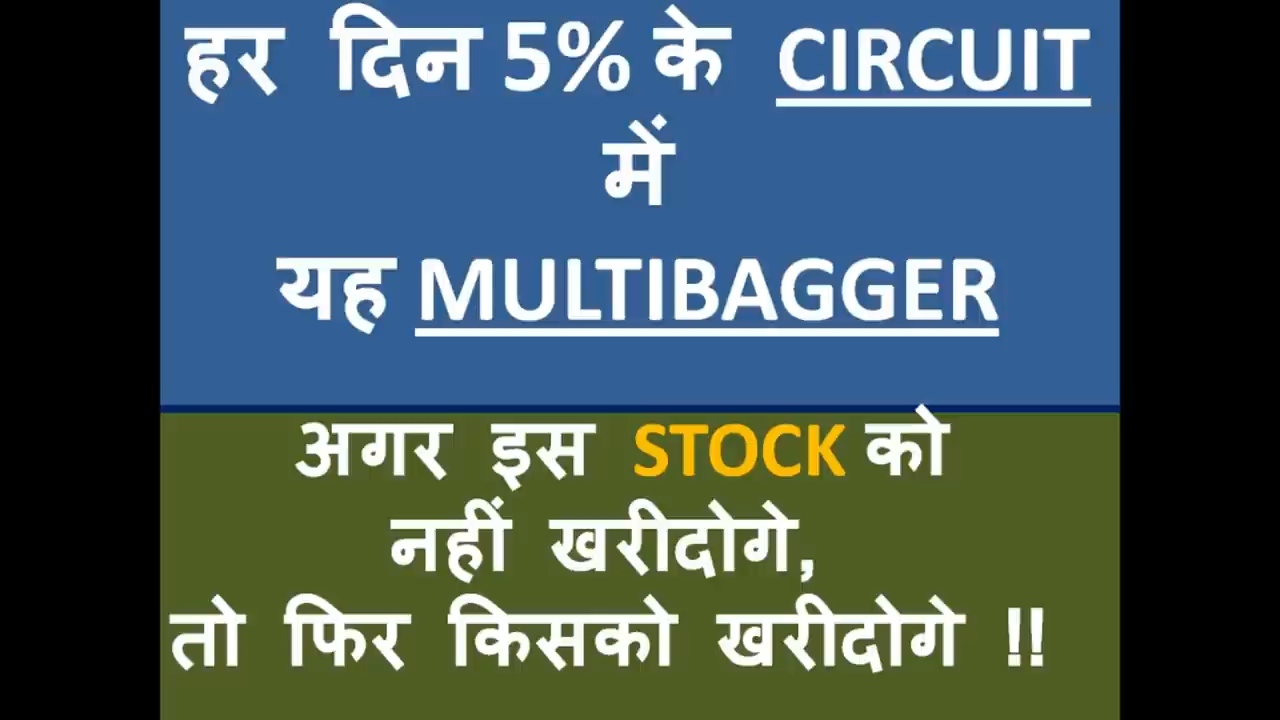 हर दिन 5% के CIRCUIT
में
यह MULTIBAGGER
अगर इस STOCK को
नहीं खरीदोगे,
तो फिर किसको खरीदोगे !!